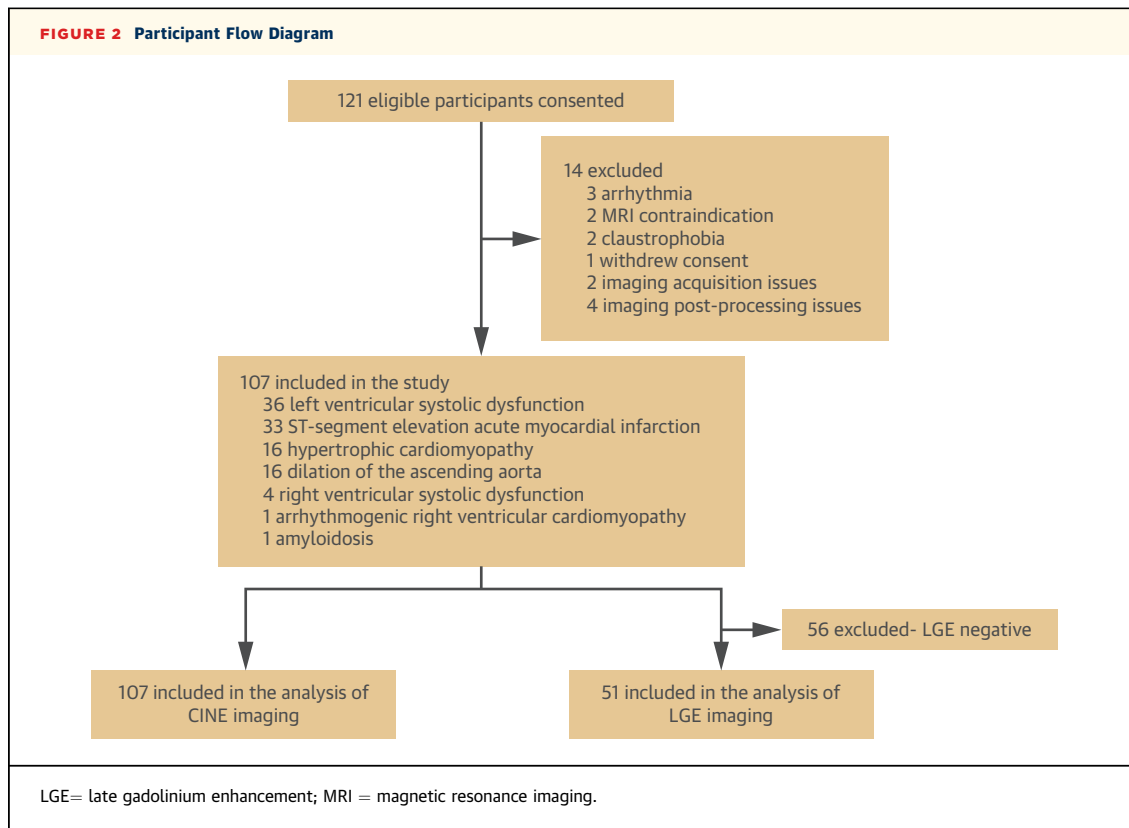 FIGURE 2 Participant Flow Diagram
121 eligible participants consented
14 excluded
3 arrhythmia
2 MRI contraindication
2 claustrophobia
1 withdrew consent
2 imaging acquisition issues
4 imaging post-processing issues
107 included in the study
36 left ventricular systolic dysfunction
33 ST-segment elevation acute myocardial infarction
16 hypertrophic cardiomyopathy
16 dilation of the ascending aorta
4 right ventricular systolic dysfunction
1 arrhythmogenic right ventricular cardiomyopathy
1 amyloidosis
56 excluded- LGE negative
107 included in the analysis of
CINE imaging
51 included in the analysis of
LGE imaging
LGE= late gadolinium enhancement; MRI = magnetic resonance imaging.